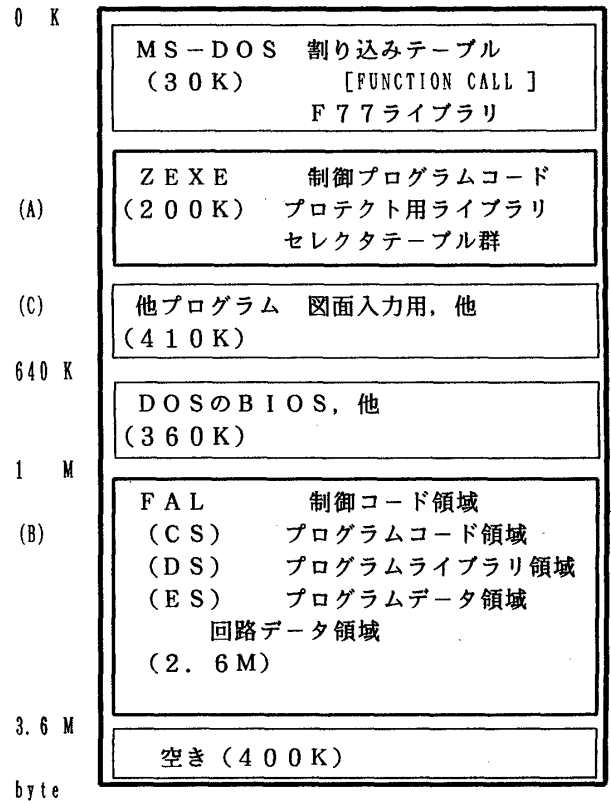 0 K
MS-DOS 割り込みテーブル
(30K) [FUNCTION CALL ]
F77ライブラリ
ZEXE 制御プログラムコード
(A) (200K) プロテクト用ライブラリ
セレクタテーブル群
(C) 他プログラム 図面入力用，他
(410K)
640 K
DOSのBIOS，他
(360K)
1 M
FAL 制御コード領域
(B) (CS) プログラムコード領域
(DS) プログラムライブラリ領域
(ES) プログラムデータ領域
回路データ領域
(2．6M)
3.6 M
空き(400K)
byte